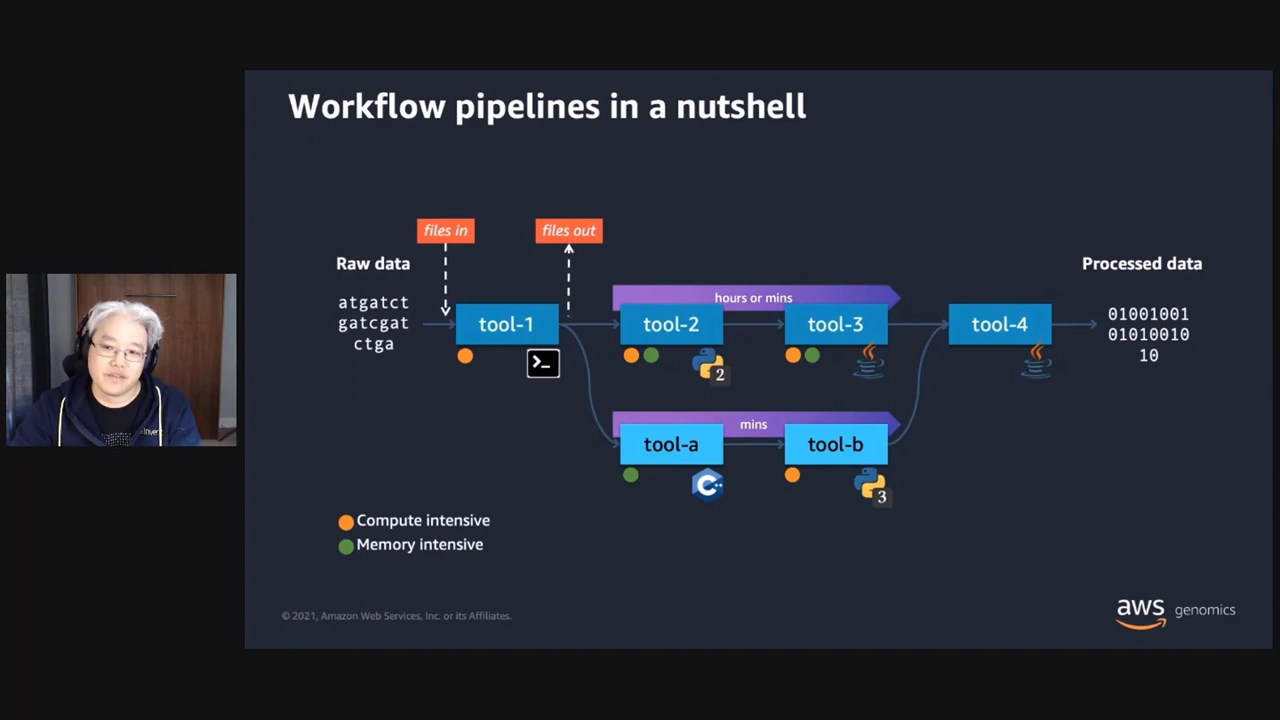 Workflow pipelines in a nutshell
files in
files out
Raw data
Processed data
atgatct
gatcgat
ctga
hours or mins
tool-1
tool-2
tool-3
tool-4
01001001
01010010
10
>_
2
mins
tool-a
tool-b
C++
3
Compute intensive
Memory intensive
© 2021, Amazon Web Services, Inc. or its Affiliates.
aws genomics